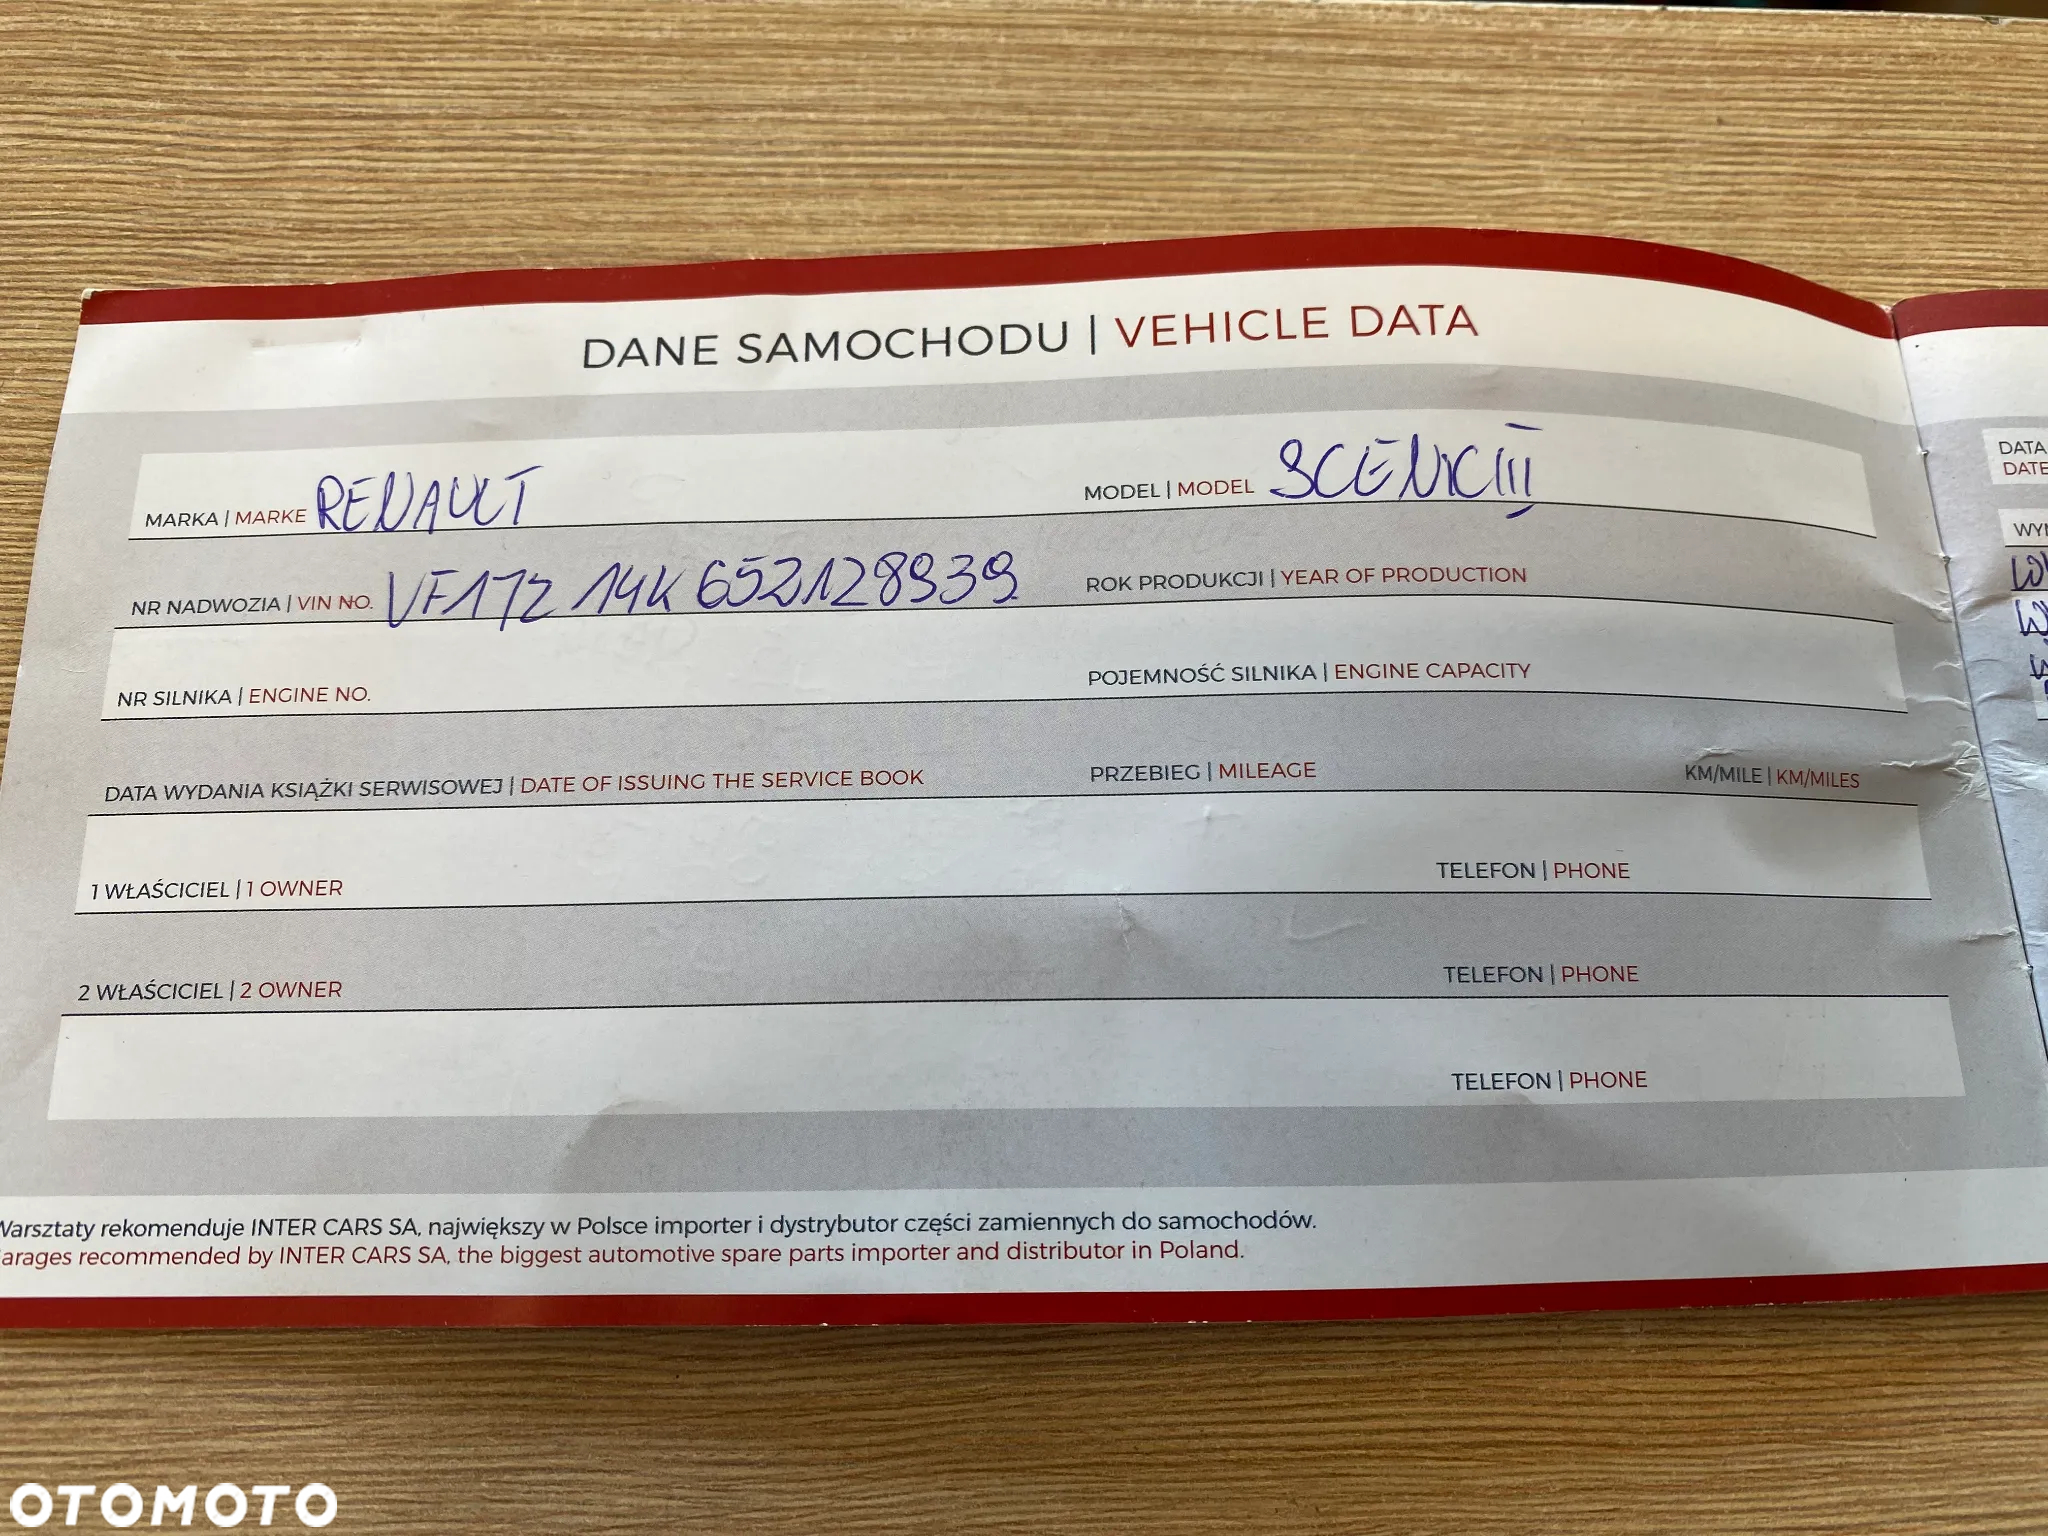 DANE SAMOCHODU | VEHICLE DATA
MARKA | MARKE RENAULT
MODEL | MODEL SCENIC III
NR NADWOZIA | VIN NO.
ROK PRODUKCJI | YEAR OF PRODUCTION
NR SILNIKA | ENGINE NO.
POJEMNOŚĆ SILNIKA | ENGINE CAPACITY
DATA WYDANIA KSIĄŻKI SERWISOWEJ | DATE OF ISSUING THE SERVICE BOOK
PRZEBIEG | MILEAGE
KM/MILE | KM/MILES
1 WŁAŚCICIEL | 1 OWNER
TELEFON | PHONE
2 WŁAŚCICIEL | 2 OWNER
TELEFON | PHONE
TELEFON | PHONE
Warsztaty rekomenduje INTER CARS SA, największy w Polsce importer i dystrybutor części zamiennych do samochodów.
arages recommended by INTER CARS SA, the biggest automotive spare parts importer and distributor in Poland.
DATA
DATE
WY
OTOMOTO